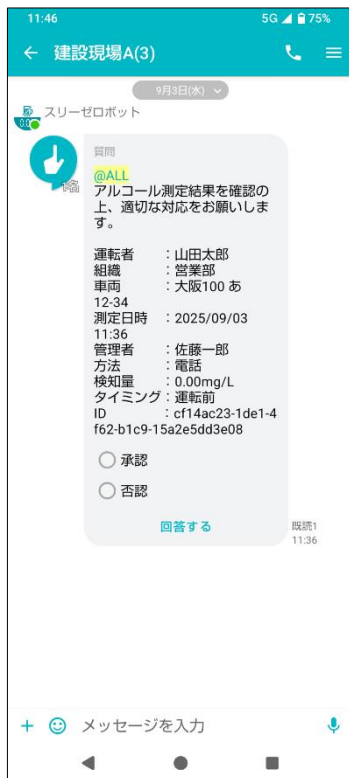 11:46 5G 75%
建設現場A(3)
9月3日(水)
スリーゼロボット
質問
@ALL
アルコール測定結果を確認の
上、適切な対応をお願いしま
す。
運転者 :山田太郎
組織 :営業部
車両 :大阪100 あ
12-34
測定日時 :2025/09/03
11:36
管理者 :佐藤一郎
方法 :電話
検知量 :0.00mg/L
タイミング:運転前
ID :cf14ac23-1de1-4
f62-b1c9-15a2e5dd3e08
承認
否認
回答する
既読1
11:36
メッセージを入力